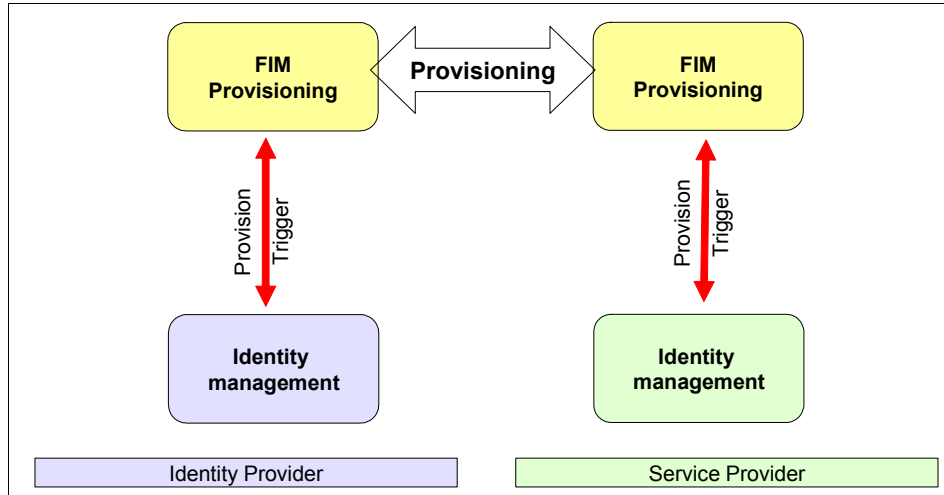 FIM
Provisioning
Provisioning
FIM
Provisioning
Provision
Trigger
Provision
Trigger
Identity
management
Identity
management
Identity Provider
Service Provider